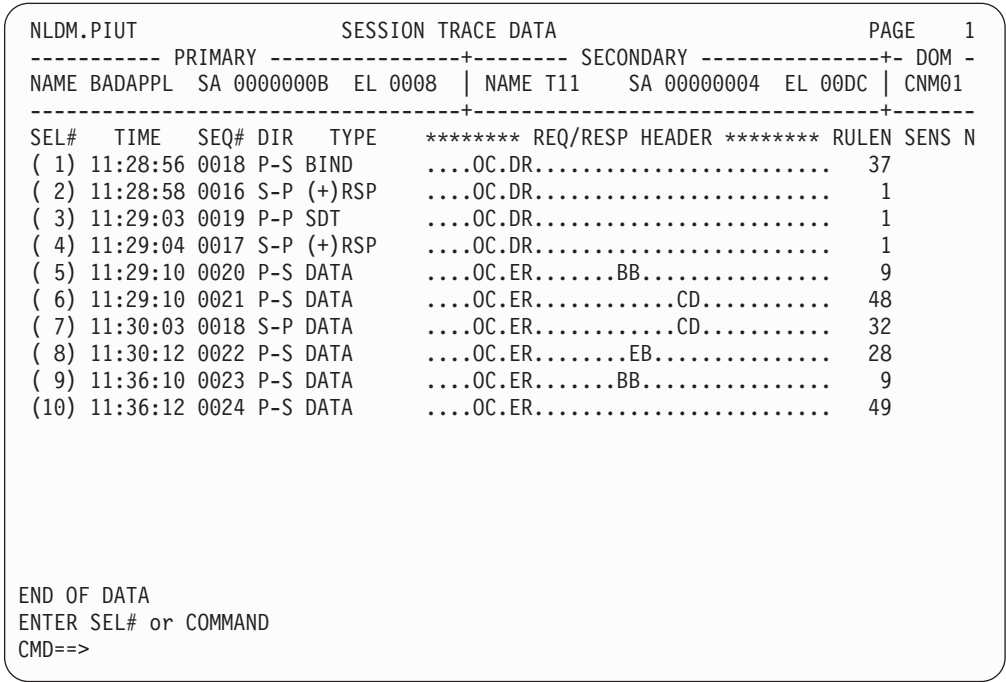 NLDM.PIUT                 SESSION TRACE DATA                          PAGE    1
----------- PRIMARY ----------------+-------- SECONDARY ---------------+- DOM -
NAME BADAPPL  SA 0000000B  EL 0008 | NAME T11    SA 00000004  EL 00DC | CNM01
------------------------------------+----------------------------------+-------
SEL#   TIME   SEQ# DIR   TYPE    ******** REQ/RESP HEADER ******** RULEN SENS N
( 1) 11:28:56 0018 P-S BIND      ....OC.DR.........................   37
( 2) 11:28:58 0016 S-P (+)RSP    ....OC.DR.........................    1
( 3) 11:29:03 0019 P-P SDT       ....OC.DR.........................    1
( 4) 11:29:04 0017 S-P (+)RSP    ....OC.DR.........................    1
( 5) 11:29:10 0020 P-S DATA      ....OC.ER.......BB................    9
( 6) 11:29:10 0021 P-S DATA      ....OC.ER............CD...........   48
( 7) 11:30:03 0018 S-P DATA      ....OC.ER............CD...........   32
( 8) 11:30:12 0022 P-S DATA      ....OC.ER........EB...............   28
( 9) 11:36:10 0023 P-S DATA      ....OC.ER.......BB................    9
(10) 11:36:12 0024 P-S DATA      ....OC.ER.........................   49
END OF DATA
ENTER SEL# or COMMAND
CMD==>